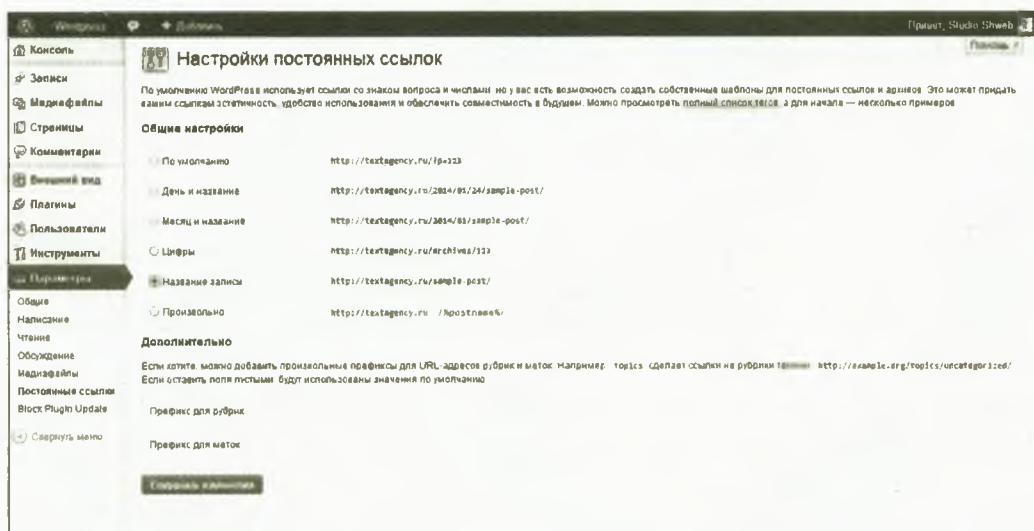 Wordpress
+ Добавить
Привет, Studio Shweb
Помощь
Консоль
Записи
Медиафайлы
Страницы
Комментарии
Внешний вид
Плагины
Пользователи
Инструменты
Параметры
Общие
Написание
Чтение
Обсуждение
Медиафайлы
Постоянные ссылки
Block Plugin Update
Свернуть меню
Настройки постоянных ссылок
По умолчанию WordPress использует ссылки со знаком вопроса и числами, но у вас есть возможность создать собственные шаблоны для постоянных ссылок и архивов. Это может придать
вашим ссылкам эстетичность, удобство использования и обеспечить совместимость в будущем. Можно просмотреть полный список тегов, а для начала — несколько примеров
Общие настройки
По умолчанию http://textagency.ru/?p=123
День и название http://textagency.ru/2014/01/24/sample-post/
Месяц и название http://textagency.ru/2014/01/sample-post/
Цифры http://textagency.ru/archives/123
Название записи http://textagency.ru/sample-post/
Произвольно http://textagency.ru /%postname%/
Дополнительно
Если хотите, можно добавить произвольные префиксы для URL-адресов рубрик и меток. Например, topics сделает ссылки на рубрики http://example.org/topics/uncategorized/
Если оставить поля пустыми, будут использованы значения по умолчанию
Префикс для рубрик
Префикс для меток
Сохранить изменения